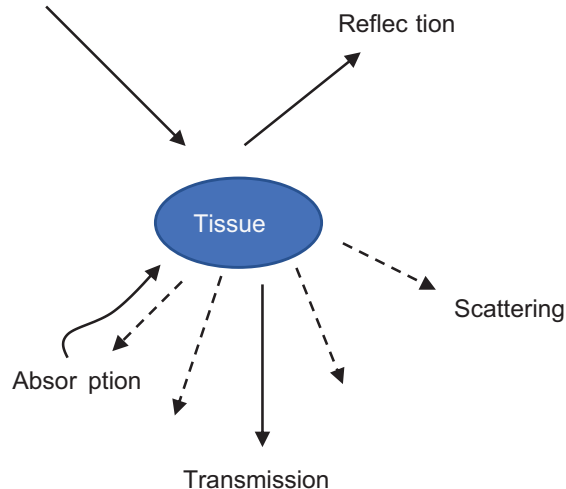 Reflec tion
Tissue
Scattering
Absor ption
Transmission